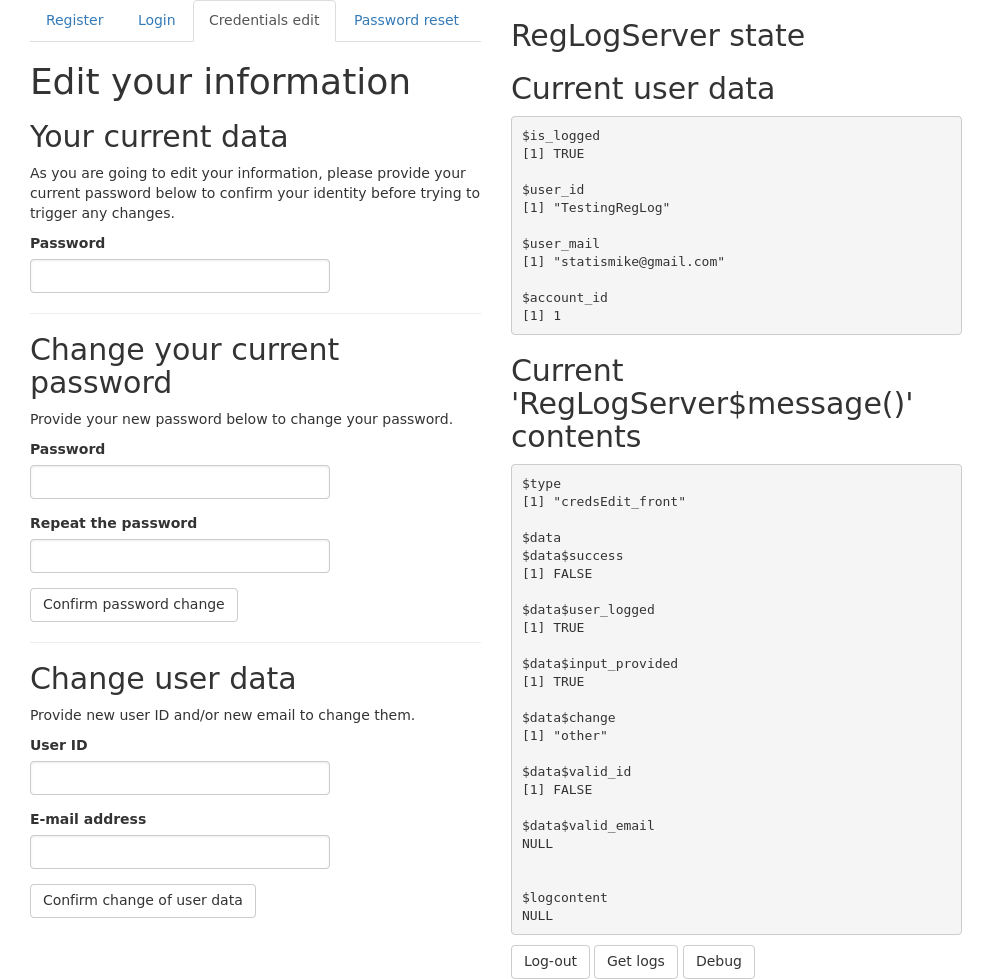 Register
Login
Credentials edit
Password reset
Edit your information
Your current data
As you are going to edit your information, please provide your
current password below to confirm your identity before trying to
trigger any changes.
Password
Change your current
password
Provide your new password below to change your password.
Password
Repeat the password
Confirm password change
Change user data
Provide new user ID and/or new email to change them.
User ID
E-mail address
Confirm change of user data
RegLogServer state
Current user data
$is_logged
[1] TRUE
$user_id
[1] "TestingRegLog"
$user_mail
[1] "statismike@gmail.com"
$account_id
[1] 1
Current
'RegLogServer$message()'
contents
$type
[1] "credsEdit_front"
$data
$data$success
[1] FALSE
$data$user_logged
[1] TRUE
$data$input_provided
[1] TRUE
$data$change
[1] "other"
$data$valid_id
[1] FALSE
$data$valid_email
NULL
$logcontent
NULL
Log-out
Get logs
Debug